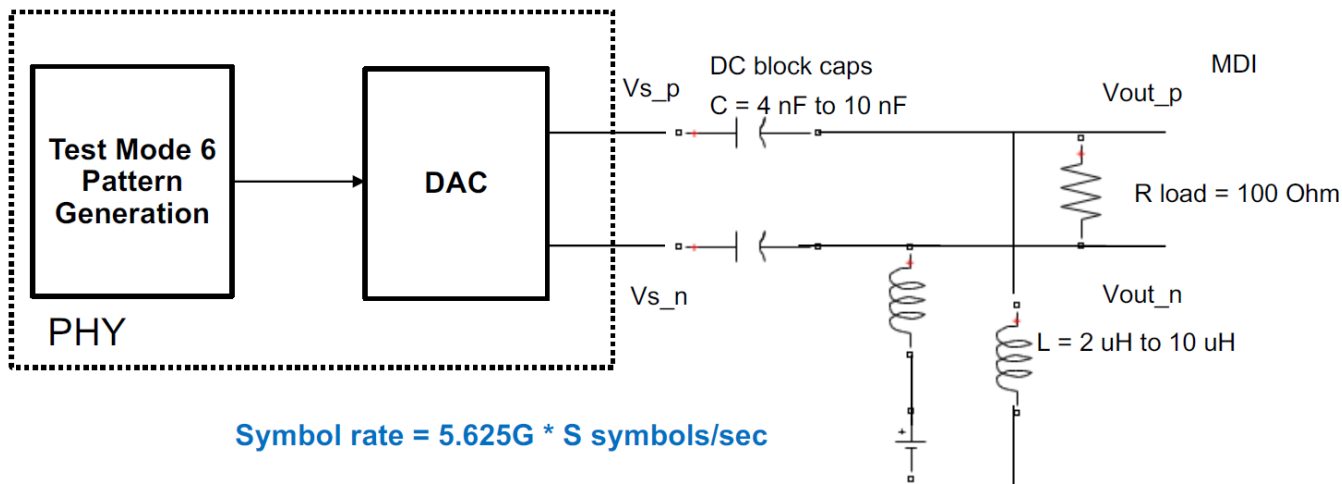 Test Mode 6
Pattern
Generation
DAC
PHY
Vs_p
Vs_n
DC block caps
C = 4 nF to 10 nF
MDI
Vout_p
R load = 100 Ohm
Vout_n
L = 2 uH to 10 uH
+
Symbol rate = 5.625G * S symbols/sec